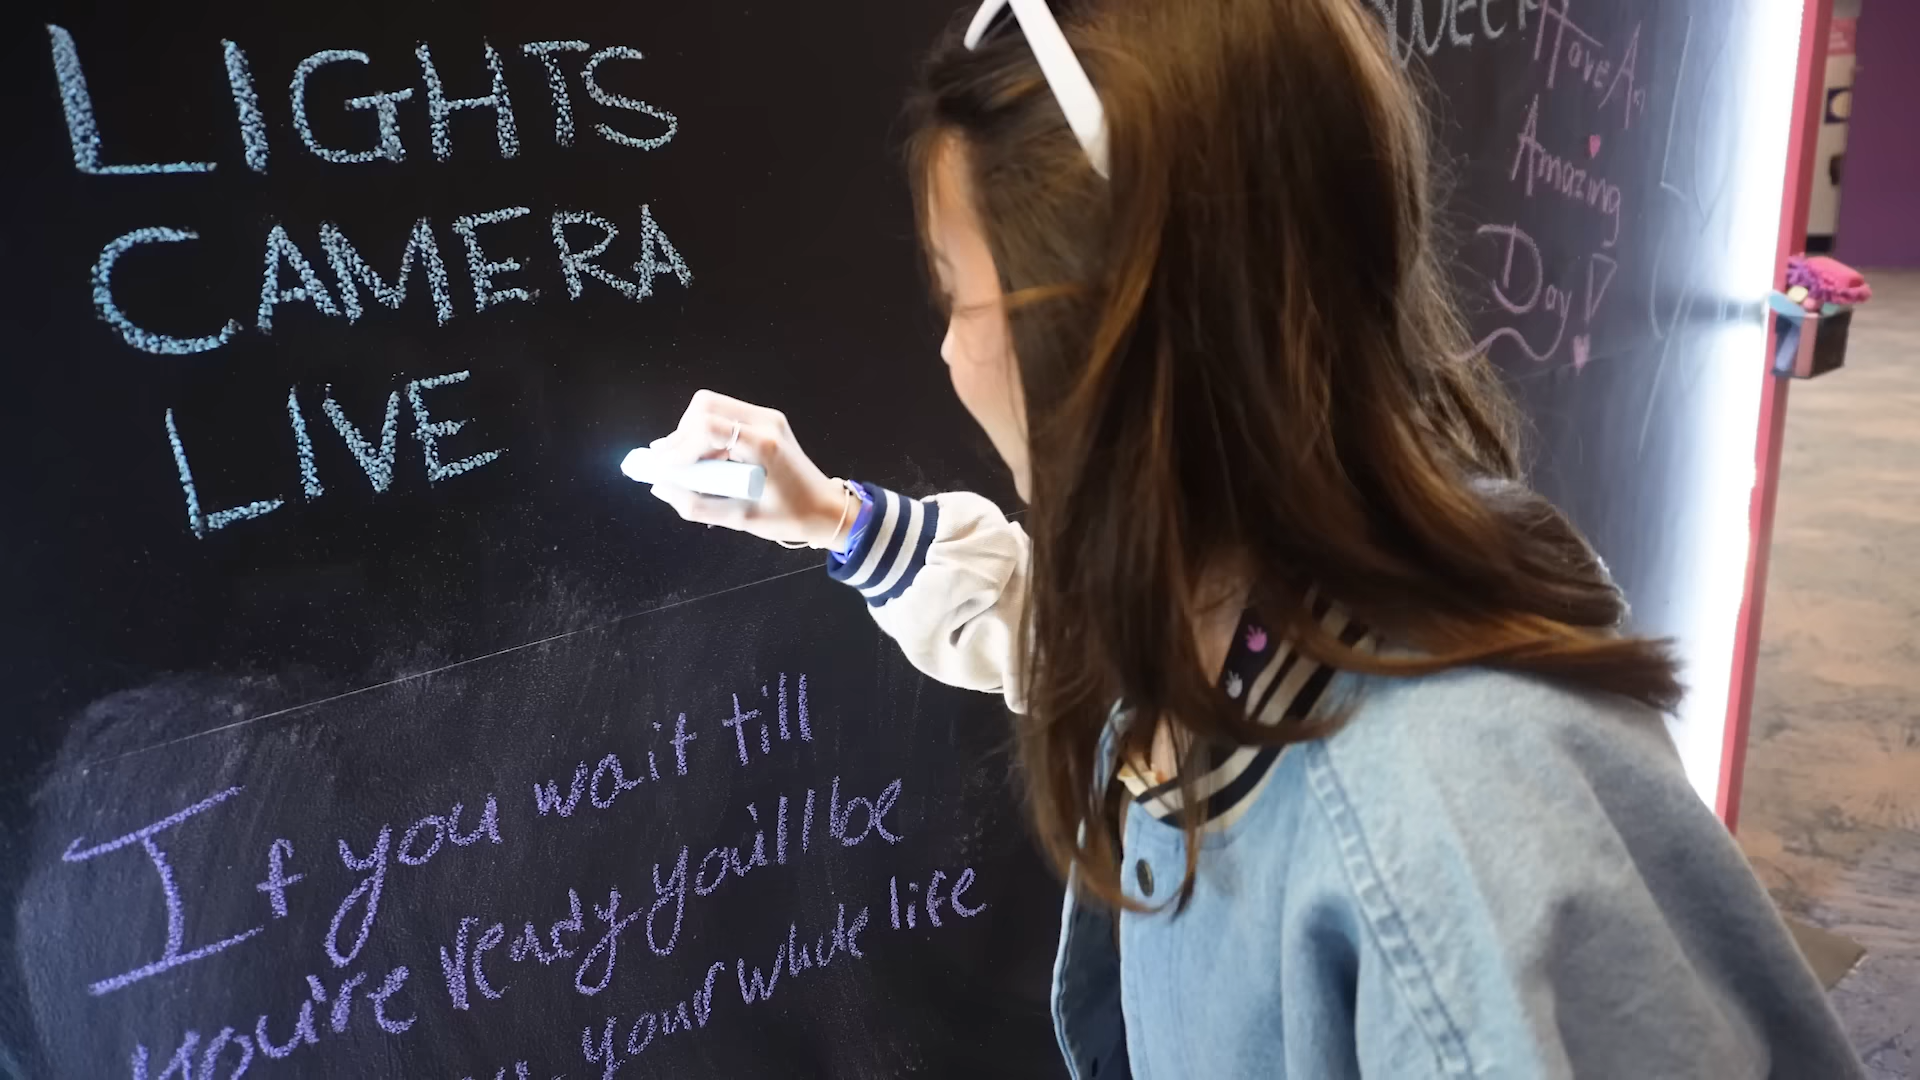 LIGHTS
CAMERA
LIVE
If you wait till
you're ready you'll be
your whole life
Have An
Amazing
Day